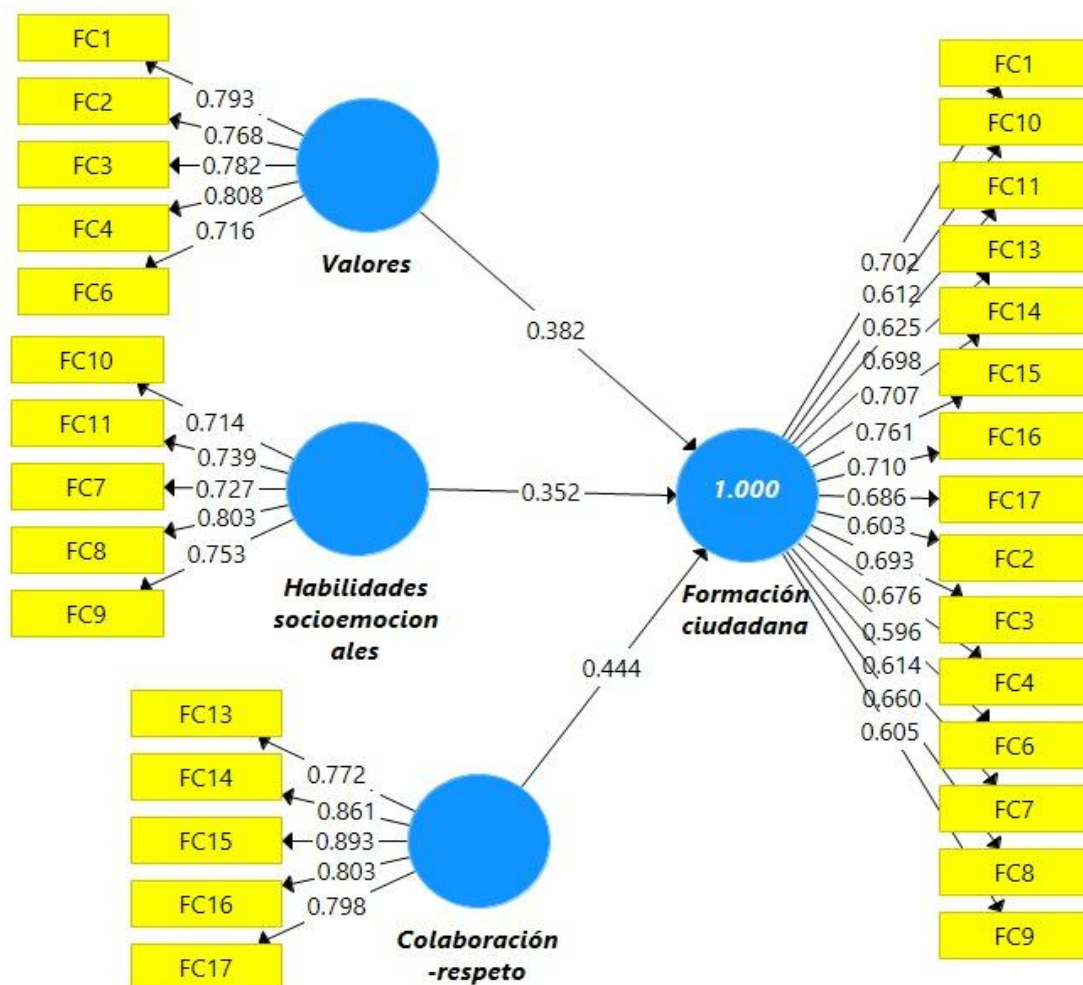 FC1
FC2
FC3
FC4
FC6
0.793
0.768
0.782
0.808
0.716
Valores
0.382
FC10
FC11
FC7
FC8
FC9
0.714
0.739
0.727
0.803
0.753
Habilidades
socioemocion
ales
0.352
FC13
FC14
FC15
FC16
FC17
0.772
0.861
0.893
0.803
0.798
Colaboración
-respeto
0.444
1.000
Formación
ciudadana
0.702
0.612
0.625
0.698
0.707
0.761
0.710
0.686
0.603
0.693
0.676
0.596
0.614
0.660
0.605
FC1
FC10
FC11
FC13
FC14
FC15
FC16
FC17
FC2
FC3
FC4
FC6
FC7
FC8
FC9